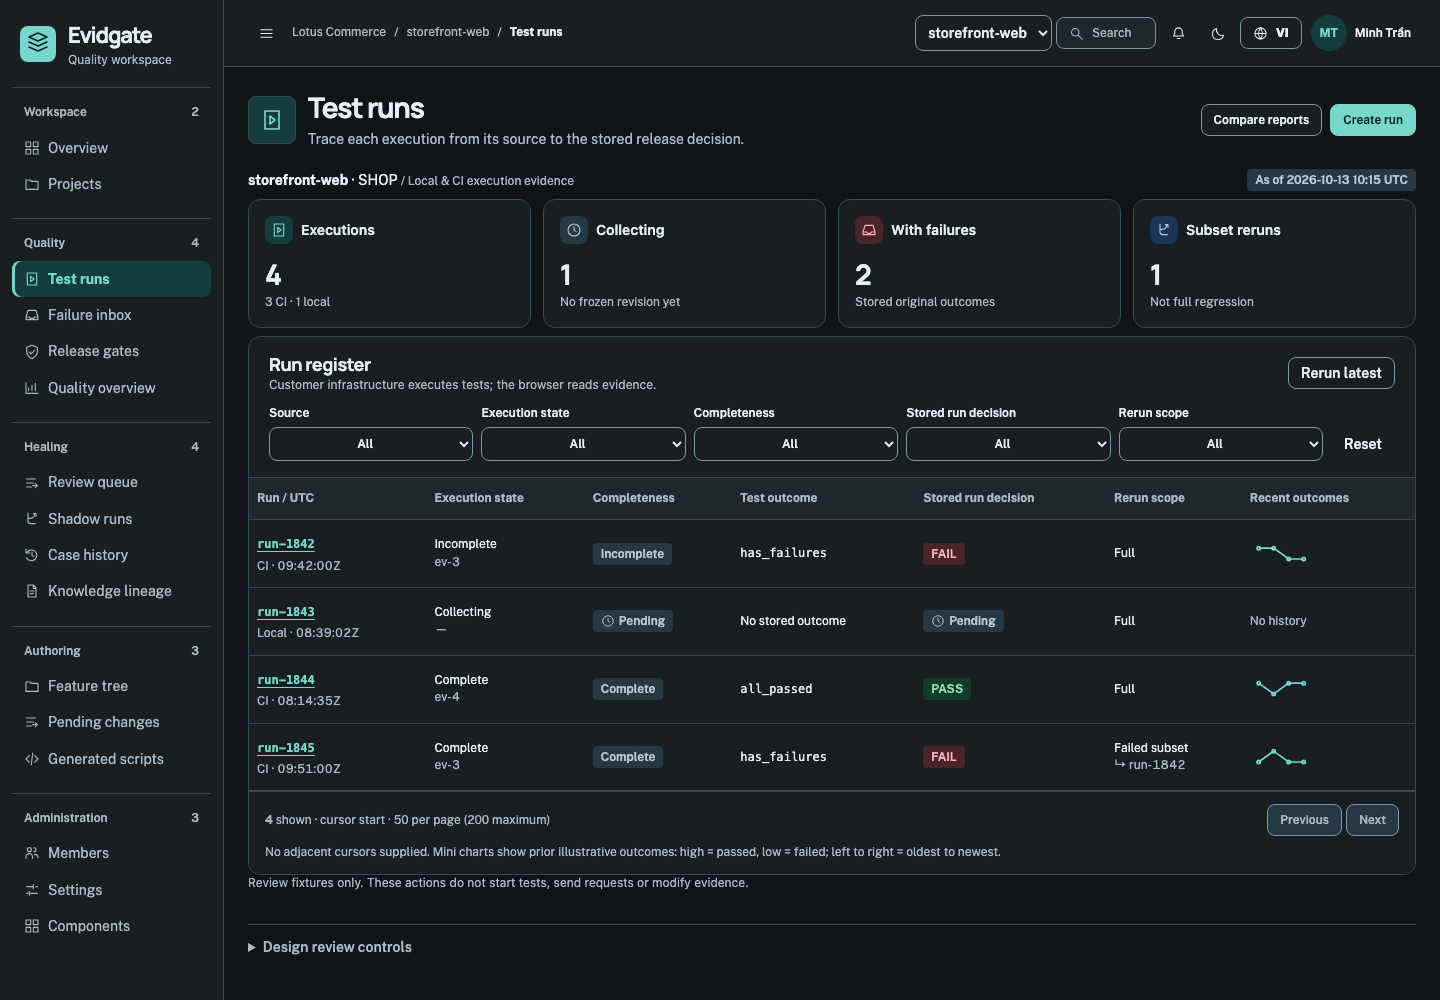 Evidgate
Quality workspace
Workspace 2
Overview
Projects
Quality 4
Test runs
Failure inbox
Release gates
Quality overview
Healing 4
Review queue
Shadow runs
Case history
Knowledge lineage
Authoring 3
Feature tree
Pending changes
Generated scripts
Administration 3
Members
Settings
Components
Lotus Commerce / storefront-web / Test runs
storefront-web
Search
VI
MT
Minh Trần
Test runs
Trace each execution from its source to the stored release decision.
Compare reports
Create run
storefront-web · SHOP / Local & CI execution evidence
As of 2026-10-13 10:15 UTC
Executions
4
3 CI · 1 local
Collecting
1
No frozen revision yet
With failures
2
Stored original outcomes
Subset reruns
1
Not full regression
Run register
Customer infrastructure executes tests; the browser reads evidence.
Rerun latest
Source Execution state Completeness Stored run decision Rerun scope
All All All All All Reset
Run / UTC Execution state Completeness Test outcome Stored run decision Rerun scope Recent outcomes
run-1842 Incomplete Incomplete has_failures FAIL Full
CI · 09:42:00Z ev-3
run-1843 Collecting Pending No stored outcome Pending Full No history
Local · 08:39:02Z —
run-1844 Complete Complete all_passed PASS Full
CI · 08:14:35Z ev-4
run-1845 Complete Complete has_failures FAIL Failed subset
CI · 09:51:00Z ev-3 ↳ run-1842
4 shown · cursor start · 50 per page (200 maximum)
Previous Next
No adjacent cursors supplied. Mini charts show prior illustrative outcomes: high = passed, low = failed; left to right = oldest to newest.
Review fixtures only. These actions do not start tests, send requests or modify evidence.
▶ Design review controls